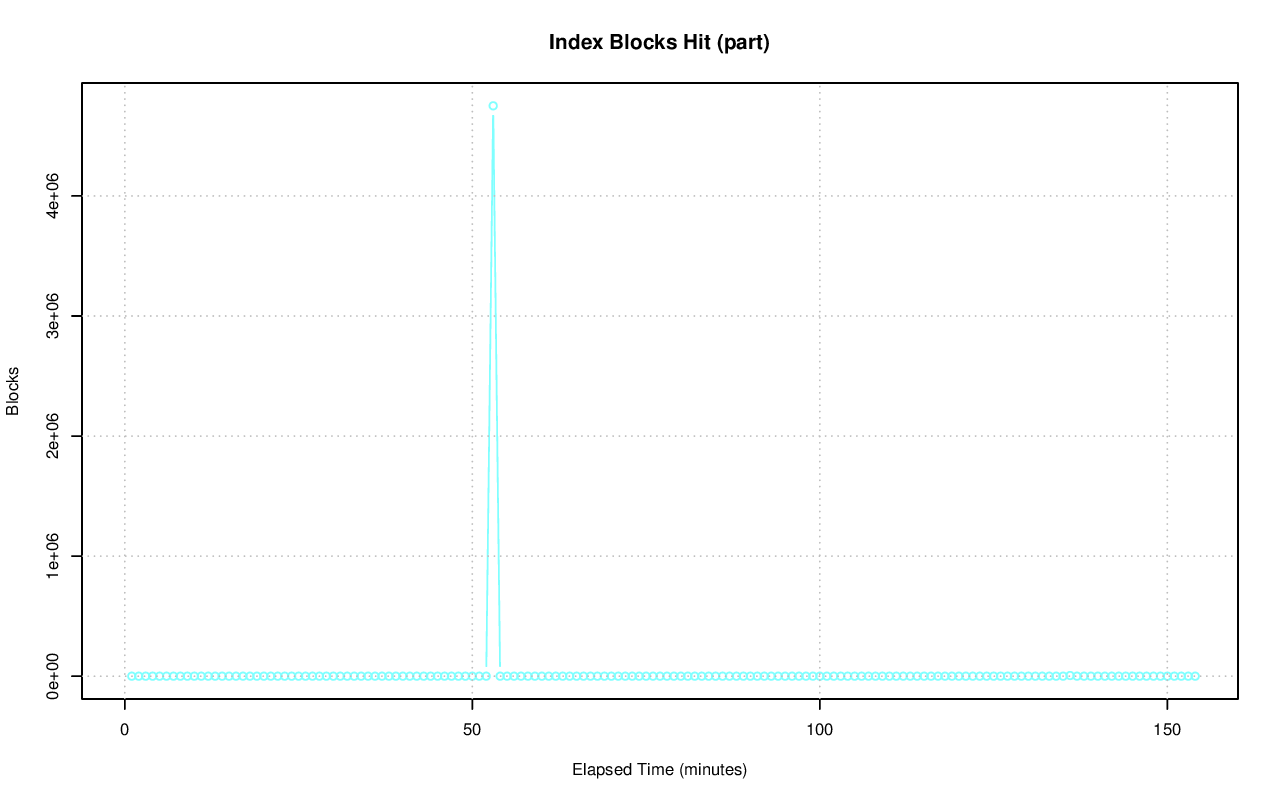 Index Blocks Hit (part)
Blocks
4e+06
3e+06
2e+06
1e+06
0e+00
0 50 100 150
Elapsed Time (minutes)